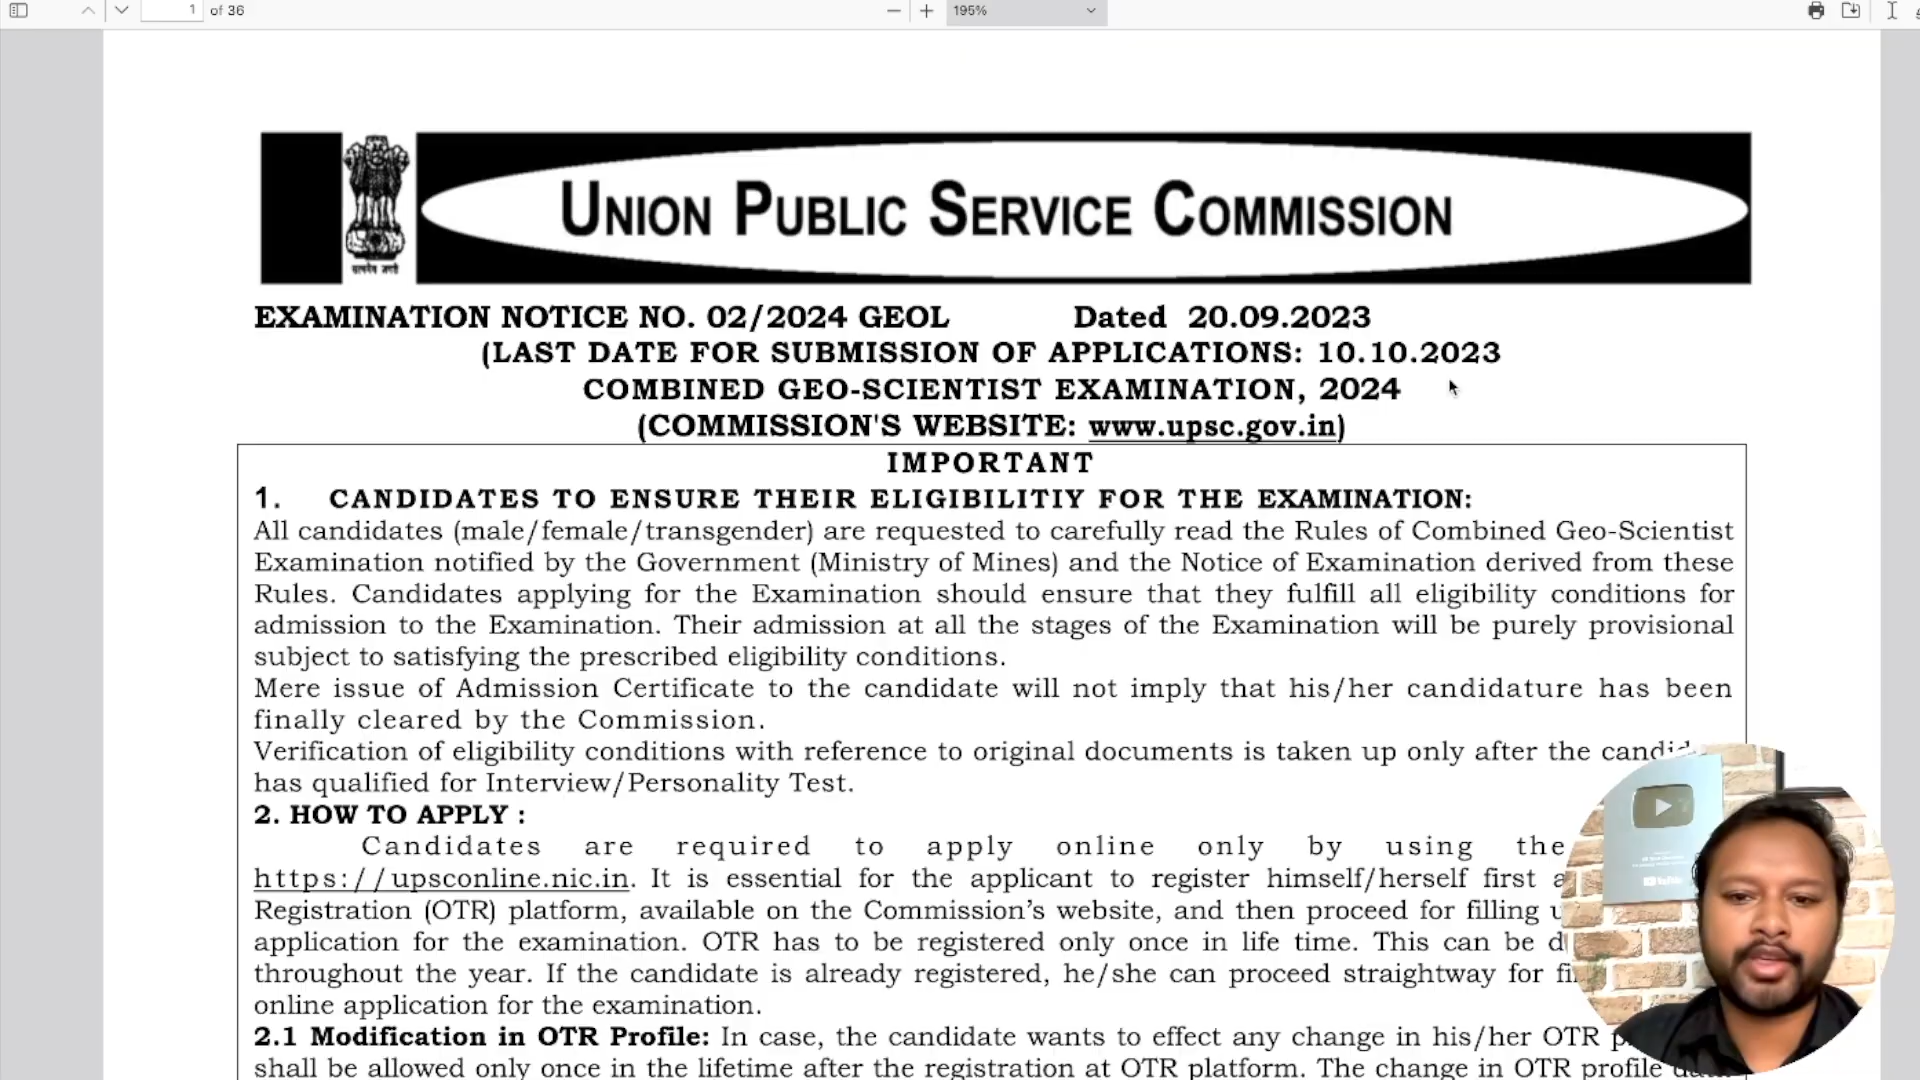 1 of 36 195%
सत्यमेव जयते
UNION PUBLIC SERVICE COMMISSION
EXAMINATION NOTICE NO. 02/2024 GEOL Dated 20.09.2023
(LAST DATE FOR SUBMISSION OF APPLICATIONS: 10.10.2023
COMBINED GEO-SCIENTIST EXAMINATION, 2024
(COMMISSION'S WEBSITE: www.upsc.gov.in)
IMPORTANT
1. CANDIDATES TO ENSURE THEIR ELIGIBILITIY FOR THE EXAMINATION:
All candidates (male/female/transgender) are requested to carefully read the Rules of Combined Geo-Scientist
Examination notified by the Government (Ministry of Mines) and the Notice of Examination derived from these
Rules. Candidates applying for the Examination should ensure that they fulfill all eligibility conditions for
admission to the Examination. Their admission at all the stages of the Examination will be purely provisional
subject to satisfying the prescribed eligibility conditions.
Mere issue of Admission Certificate to the candidate will not imply that his/her candidature has been
finally cleared by the Commission.
Verification of eligibility conditions with reference to original documents is taken up only after the
has qualified for Interview/Personality Test.
2. HOW TO APPLY :
Candidates are required to apply online only by using the
https://upsconline.nic.in. It is essential for the applicant to register himself/herself first
Registration (OTR) platform, available on the Commission's website, and then proceed for filling
application for the examination. OTR has to be registered only once in life time. This can be
throughout the year. If the candidate is already registered, he/she can proceed straightway for
online application for the examination.
2.1 Modification in OTR Profile: In case, the candidate wants to effect any change in his/her OTR
shall be allowed only once in the lifetime after the registration at OTR platform. The change in OTR profile